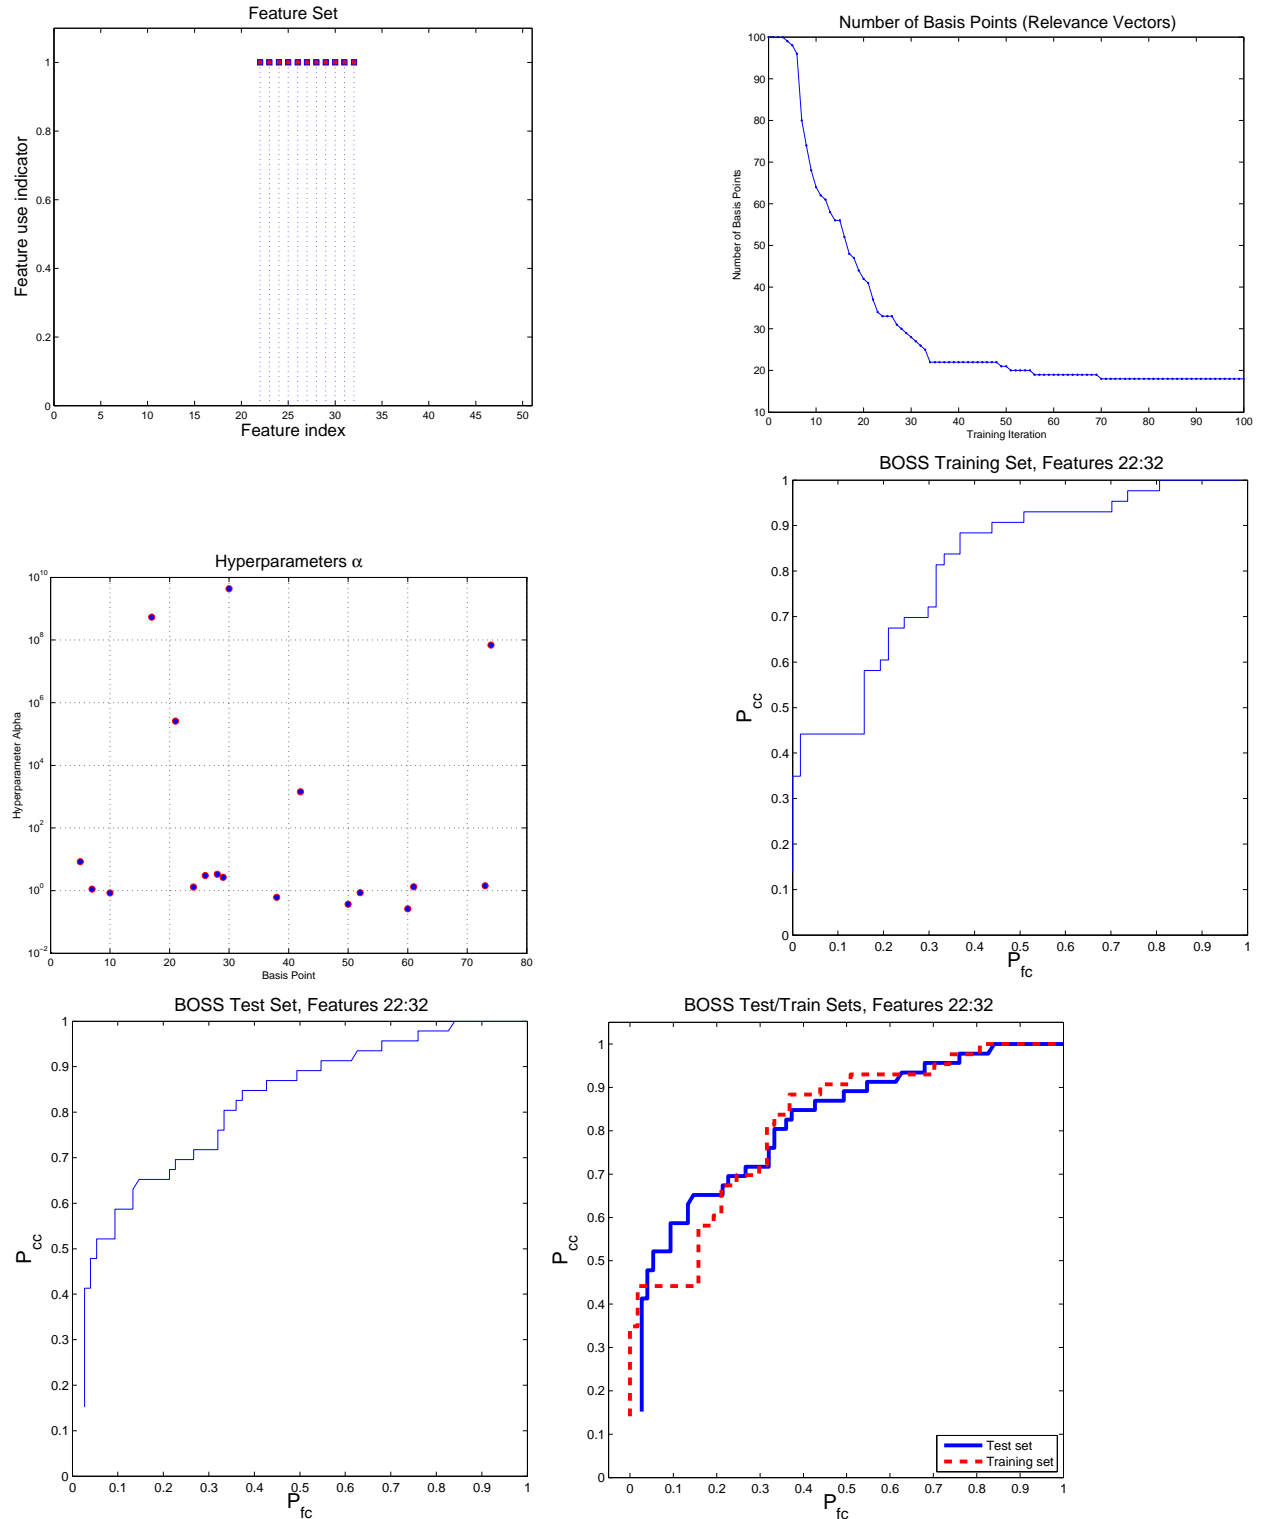 Feature Set
Feature use indicator
1
0.8
0.6
0.4
0.2
0
0 5 10 15 20 25 30 35 40 45 50
Feature index
Number of Basis Points (Relevance Vectors)
Number of Basis Points
100
90
80
70
60
50
40
30
20
10
0 10 20 30 40 50 60 70 80 90 100
Training Iteration
Hyperparameters α
Hyperparameter Alpha
10^10
10^8
10^6
10^4
10^2
10^0
10^−2
0 10 20 30 40 50 60 70 80
Basis Point
BOSS Training Set, Features 22:32
P_cc
1
0.9
0.8
0.7
0.6
0.5
0.4
0.3
0.2
0.1
0
0 0.1 0.2 0.3 0.4 0.5 0.6 0.7 0.8 0.9 1
P_fc
BOSS Test Set, Features 22:32
P_cc
1
0.9
0.8
0.7
0.6
0.5
0.4
0.3
0.2
0.1
0
0 0.1 0.2 0.3 0.4 0.5 0.6 0.7 0.8 0.9 1
P_fc
BOSS Test/Train Sets, Features 22:32
P_cc
1
0.9
0.8
0.7
0.6
0.5
0.4
0.3
0.2
0.1
0
0 0.1 0.2 0.3 0.4 0.5 0.6 0.7 0.8 0.9 1
P_fc
Test set
Training set